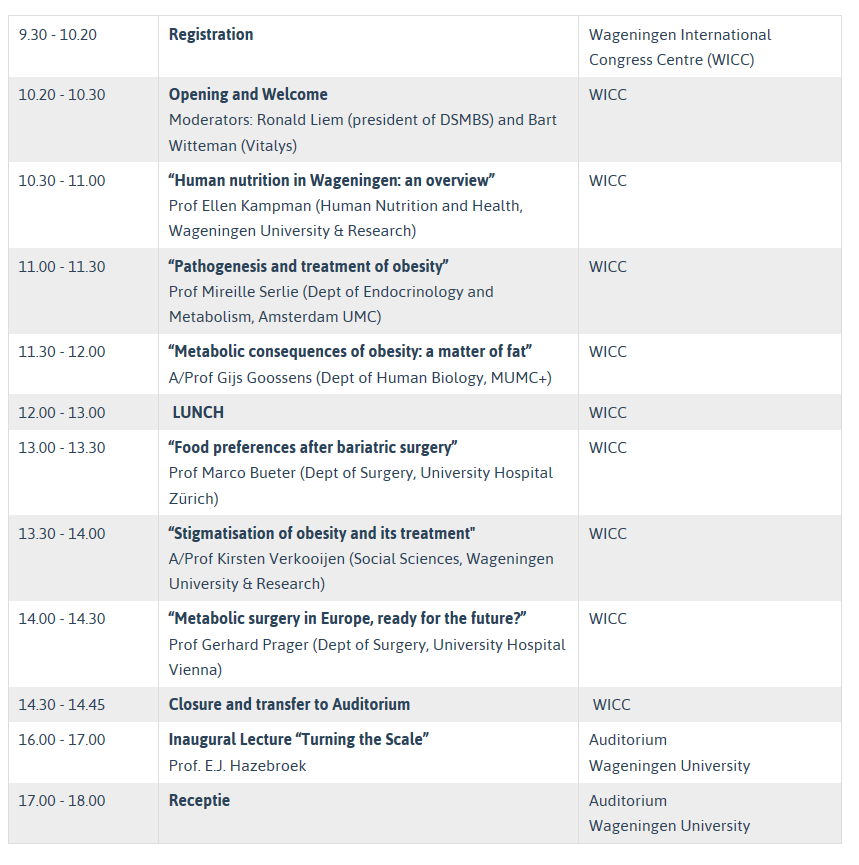 9.30 - 10.20
Registration
Wageningen International
Congress Centre (WICC)
10.20 - 10.30
Opening and Welcome
Moderators: Ronald Liem (president of DSMBS) and Bart
Witteman (Vitalys)
WICC
10.30 - 11.00
“Human nutrition in Wageningen: an overview”
Prof Ellen Kampman (Human Nutrition and Health,
Wageningen University & Research)
WICC
11.00 - 11.30
“Pathogenesis and treatment of obesity”
Prof Mireille Serlie (Dept of Endocrinology and
Metabolism, Amsterdam UMC)
WICC
11.30 - 12.00
“Metabolic consequences of obesity: a matter of fat”
A/Prof Gijs Goossens (Dept of Human Biology, MUMC+)
WICC
12.00 - 13.00
LUNCH
WICC
13.00 - 13.30
“Food preferences after bariatric surgery”
Prof Marco Bueter (Dept of Surgery, University Hospital
Zürich)
WICC
13.30 - 14.00
“Stigmatisation of obesity and its treatment"
A/Prof Kirsten Verkooijen (Social Sciences, Wageningen
University & Research)
WICC
14.00 - 14.30
“Metabolic surgery in Europe, ready for the future?”
Prof Gerhard Prager (Dept of Surgery, University Hospital
Vienna)
WICC
14.30 - 14.45
Closure and transfer to Auditorium
WICC
16.00 - 17.00
Inaugural Lecture “Turning the Scale”
Prof. E.J. Hazebroek
Auditorium
Wageningen University
17.00 - 18.00
Receptie
Auditorium
Wageningen University